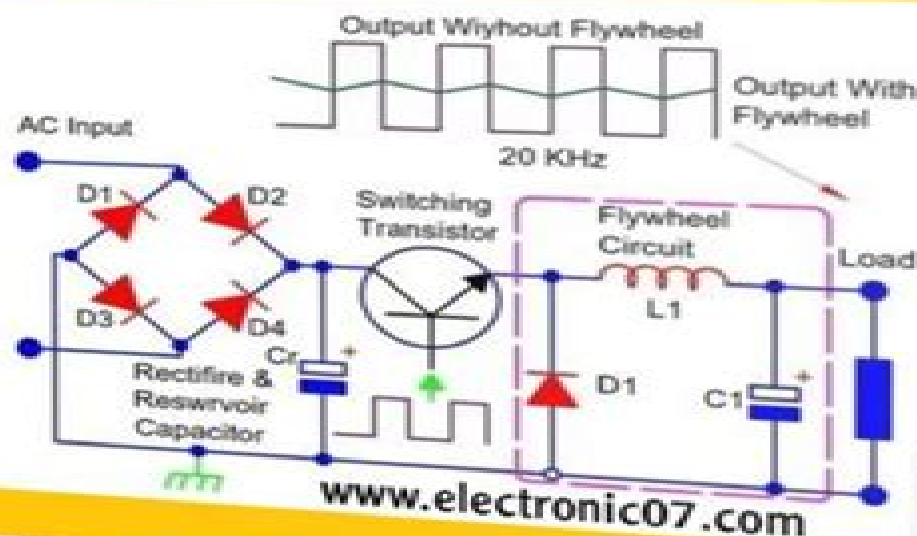 Output Wiyhout Flywheel
Output With
Flywheel
20 KHz
AC Input
D1
D2
D3
D4
Switching
Transistor
Flywheel
Circuit
Load
L1
Cr
+
Rectifire &
Reswrvoir
Capacitor
D1
C1
+
www.electronic07.com